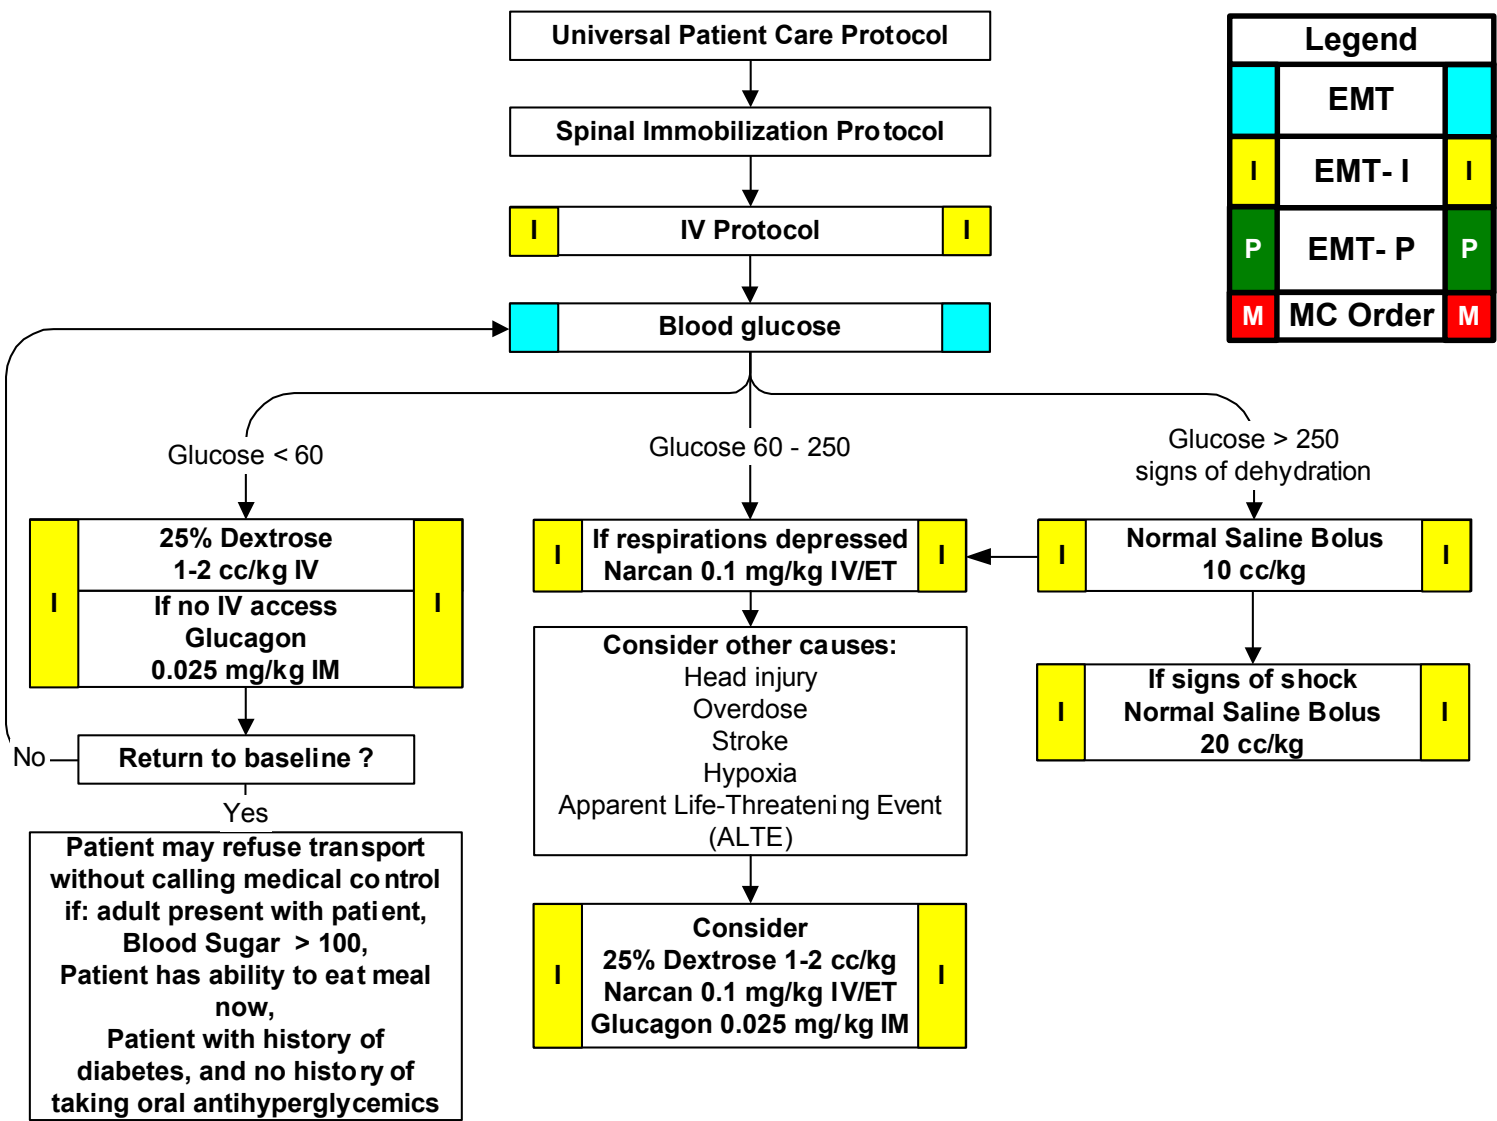 Universal Patient Care Protocol
Spinal Immobilization Protocol
I IV Protocol I
Blood glucose
Legend
EMT
I EMT- I I
P EMT- P P
M MC Order M
Glucose < 60
Glucose 60 - 250
Glucose > 250
signs of dehydration
I I
25% Dextrose
1-2 cc/kg IV
If no IV access
Glucagon
0.025 mg/kg IM
Return to baseline ?
No
Yes
Patient may refuse transport
without calling medical control
if: adult present with patient,
Blood Sugar > 100,
Patient has ability to eat meal
now,
Patient with history of
diabetes, and no history of
taking oral antihyperglycemics
I I
If respirations depressed
Narcan 0.1 mg/kg IV/ET
Consider other causes:
Head injury
Overdose
Stroke
Hypoxia
Apparent Life-Threatening Event
(ALTE)
I I
Consider
25% Dextrose 1-2 cc/kg
Narcan 0.1 mg/kg IV/ET
Glucagon 0.025 mg/kg IM
I I
Normal Saline Bolus
10 cc/kg
I I
If signs of shock
Normal Saline Bolus
20 cc/kg